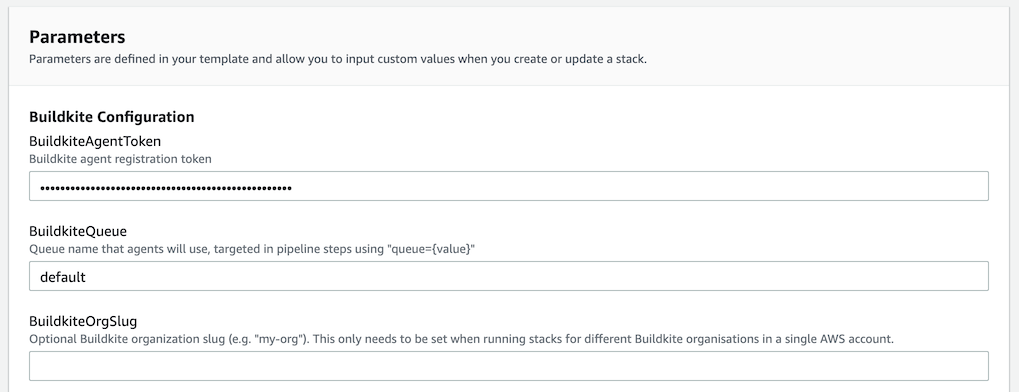 Parameters
Parameters are defined in your template and allow you to input custom values when you create or update a stack.
Buildkite Configuration
BuildkiteAgentToken
Buildkite agent registration token
••••••••••••••••••••••••••••••••••••••••••••••••••
BuildkiteQueue
Queue name that agents will use, targeted in pipeline steps using "queue={value}"
default
BuildkiteOrgSlug
Optional Buildkite organization slug (e.g. "my-org"). This only needs to be set when running stacks for different Buildkite organisations in a single AWS account.